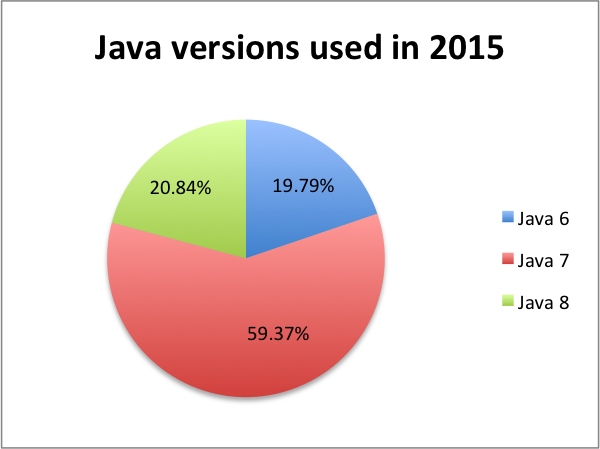 Java versions used in 2015
20.84%
19.79%
59.37%
Java 6
Java 7
Java 8